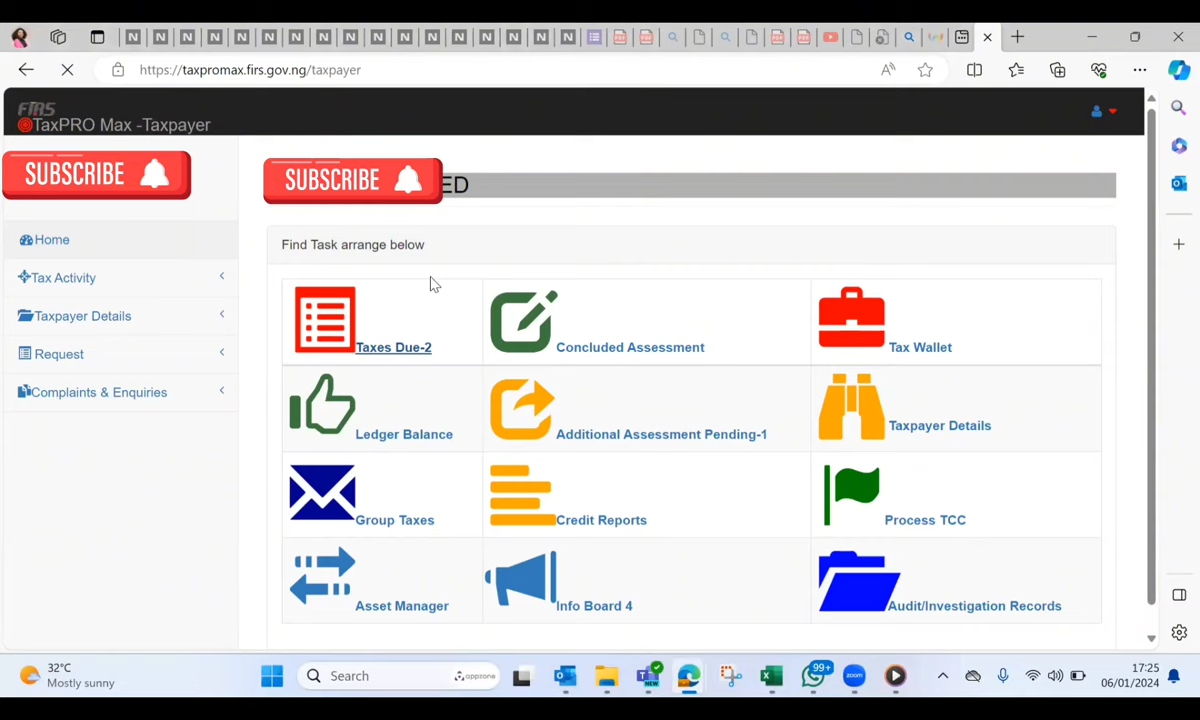 https://taxpromax.firs.gov.ng/taxpayer
FIRS
TaxPRO Max -Taxpayer
SUBSCRIBE
SUBSCRIBE
ED
Home
Tax Activity
Taxpayer Details
Request
Complaints & Enquiries
Find Task arrange below
Taxes Due-2
Concluded Assessment
Tax Wallet
Ledger Balance
Additional Assessment Pending-1
Taxpayer Details
Group Taxes
Credit Reports
Process TCC
Asset Manager
Info Board 4
Audit/Investigation Records
32°C
Mostly sunny
Search
appzone
NEW
99+
zoom
17:25
06/01/2024